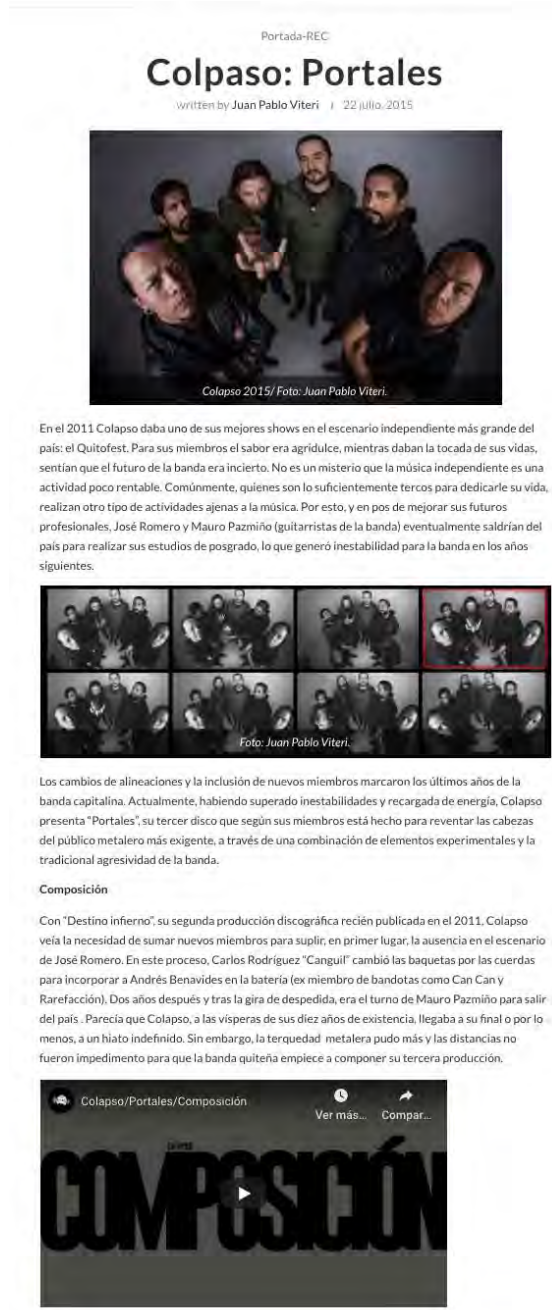 Portada-REC
Colpaso: Portales
written by Juan Pablo Viteri | 22 julio, 2015
Colapso 2015/ Foto: Juan Pablo Viteri.
En el 2011 Colapso daba uno de sus mejores shows en el escenario independiente más grande del
país: el Quitofest. Para sus miembros el sabor era agridulce, mientras daban la tocada de sus vidas,
sentían que el futuro de la banda era incierto. No es un misterio que la música independiente es una
actividad poco rentable. Comúnmente, quienes son lo suficientemente tercos para dedicarle su vida,
realizan otro tipo de actividades ajenas a la música. Por esto, y en pos de mejorar sus futuros
profesionales, José Romero y Mauro Pazmiño (guitarristas de la banda) eventualmente saldrían del
país para realizar sus estudios de posgrado, lo que generó inestabilidad para la banda en los años
siguientes.
Foto: Juan Pablo Viteri.
Los cambios de alineaciones y la inclusión de nuevos miembros marcaron los últimos años de la
banda capitalina. Actualmente, habiendo superado inestabilidades y recargada de energía, Colapso
presenta "Portales", su tercer disco que según sus miembros está hecho para reventar las cabezas
del público metalero más exigente, a través de una combinación de elementos experimentales y la
tradicional agresividad de la banda.
Composición
Con "Destino infierno", su segunda producción discográfica recién publicada en el 2011, Colapso
veía la necesidad de sumar nuevos miembros para suplir, en primer lugar, la ausencia en el escenario
de José Romero. En este proceso, Carlos Rodríguez "Canguil" cambió las baquetas por las cuerdas
para incorporar a Andrés Benavides en la batería (ex miembro de bandotas como Can Can y
Rarefacción). Dos años después y tras la gira de despedida, era el turno de Mauro Pazmiño para salir
del país . Parecía que Colapso, a las vísperas de sus diez años de existencia, llegaba a su final o por lo
menos, a un hiato indefinido. Sin embargo, la terquedad metalera pudo más y las distancias no
fueron impedimento para que la banda quiteña empiece a componer su tercera producción.
Colapso/Portales/Composición
Ver más... Compar...
COMPOSICIÓN